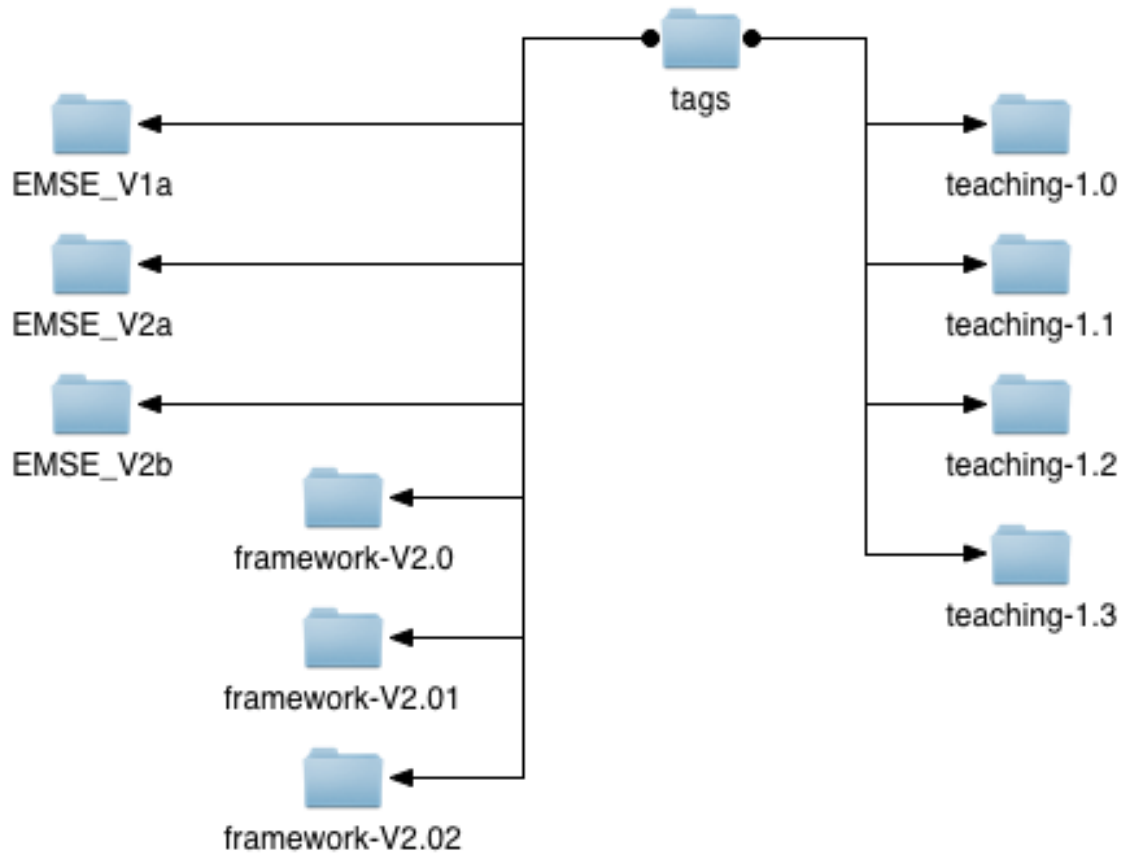 tags
EMSE_V1a
teaching-1.0
EMSE_V2a
teaching-1.1
EMSE_V2b
teaching-1.2
framework-V2.0
teaching-1.3
framework-V2.01
framework-V2.02